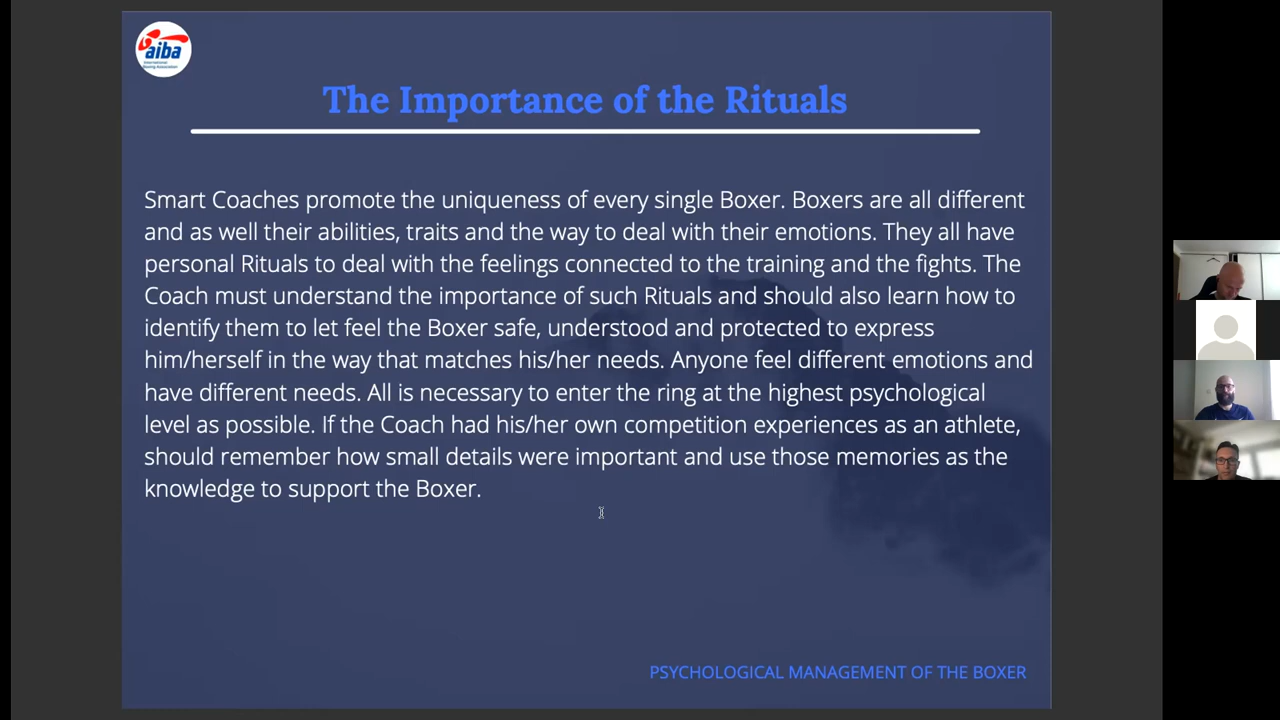 aiba
International
Boxing Association
The Importance of the Rituals
Smart Coaches promote the uniqueness of every single Boxer. Boxers are all different
and as well their abilities, traits and the way to deal with their emotions. They all have
personal Rituals to deal with the feelings connected to the training and the fights. The
Coach must understand the importance of such Rituals and should also learn how to
identify them to let feel the Boxer safe, understood and protected to express
him/herself in the way that matches his/her needs. Anyone feel different emotions and
have different needs. All is necessary to enter the ring at the highest psychological
level as possible. If the Coach had his/her own competition experiences as an athlete,
should remember how small details were important and use those memories as the
knowledge to support the Boxer.
PSYCHOLOGICAL MANAGEMENT OF THE BOXER